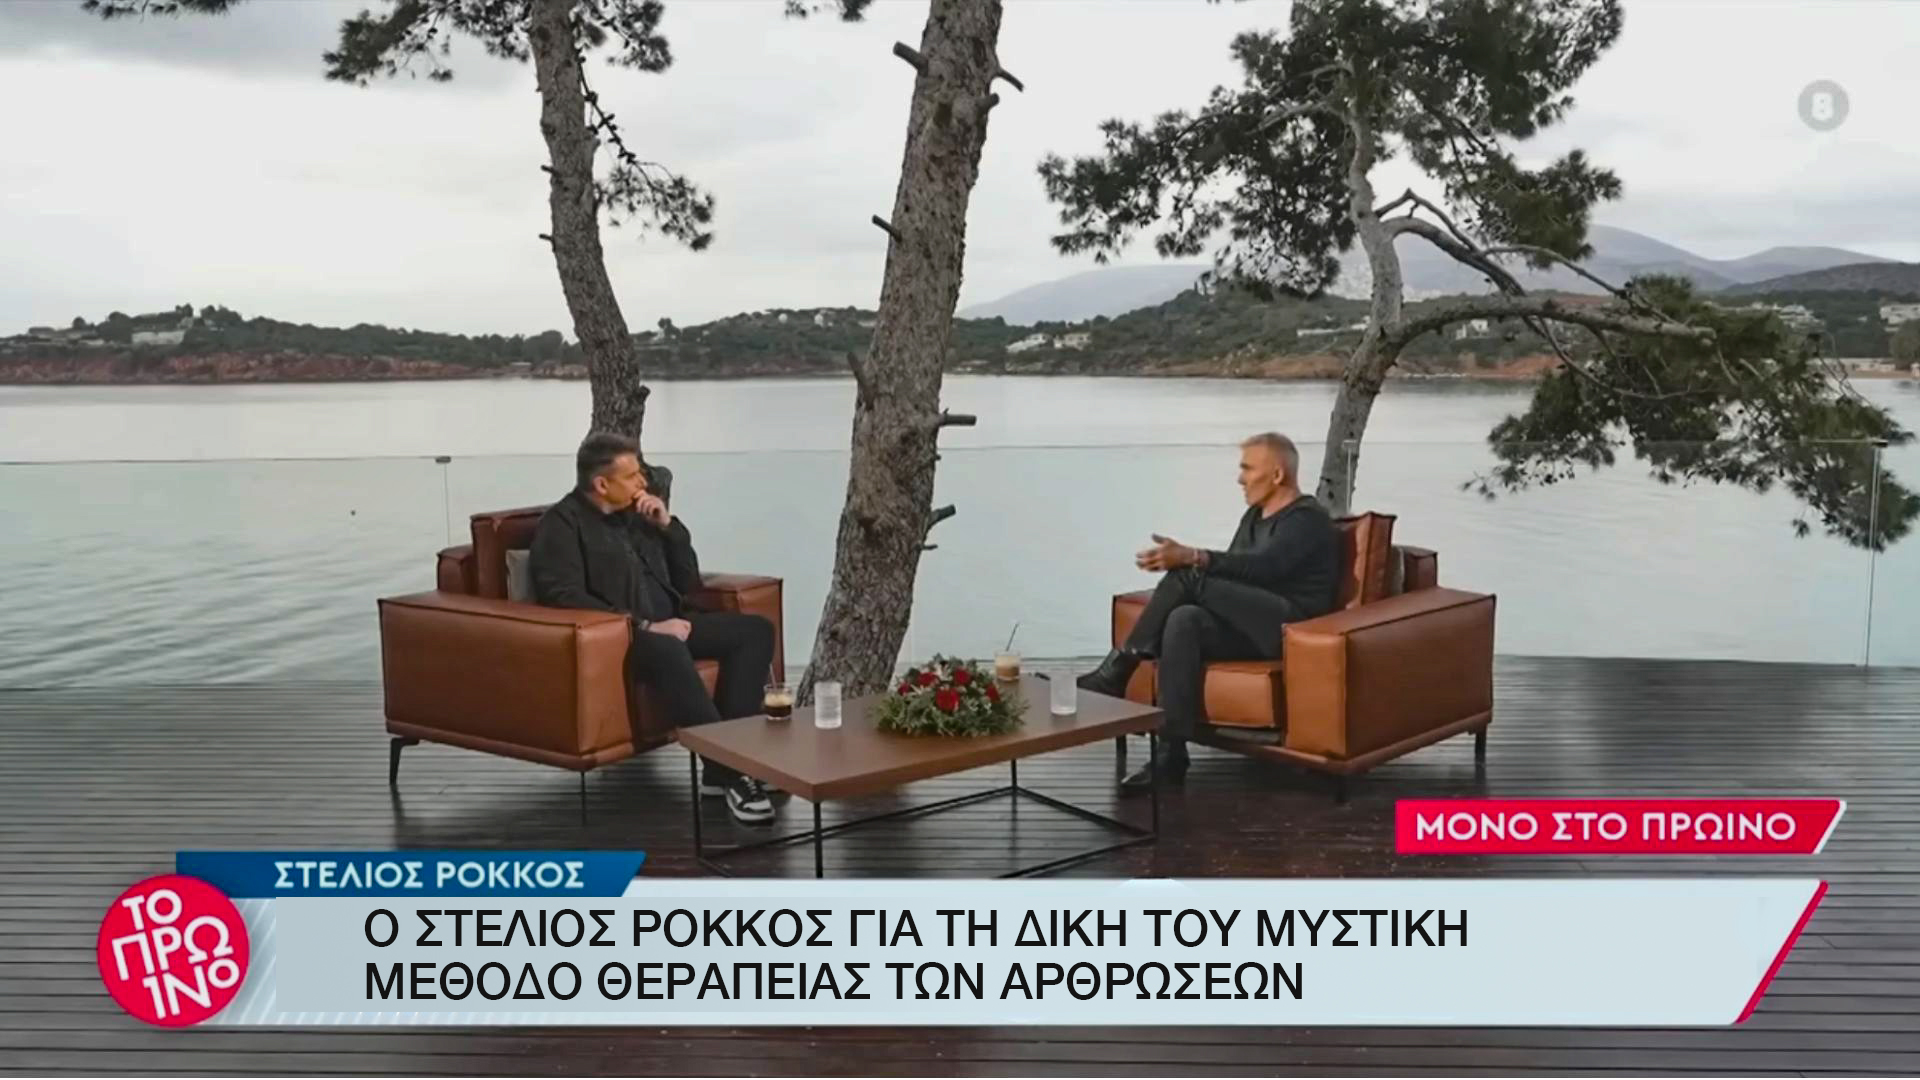 8
ΜΟΝΟ ΣΤΟ ΠΡΩΙΝΟ
ΣΤΕΛΙΟΣ ΡΟΚΚΟΣ
ΤΟ
ΠΡΩ
ΙΝΟ
Ο ΣΤΕΛΙΟΣ ΡΟΚΚΟΣ ΓΙΑ ΤΗ ΔΙΚΗ ΤΟΥ ΜΥΣΤΙΚΗ
ΜΕΘΟΔΟ ΘΕΡΑΠΕΙΑΣ ΤΩΝ ΑΡΘΡΩΣΕΩΝ